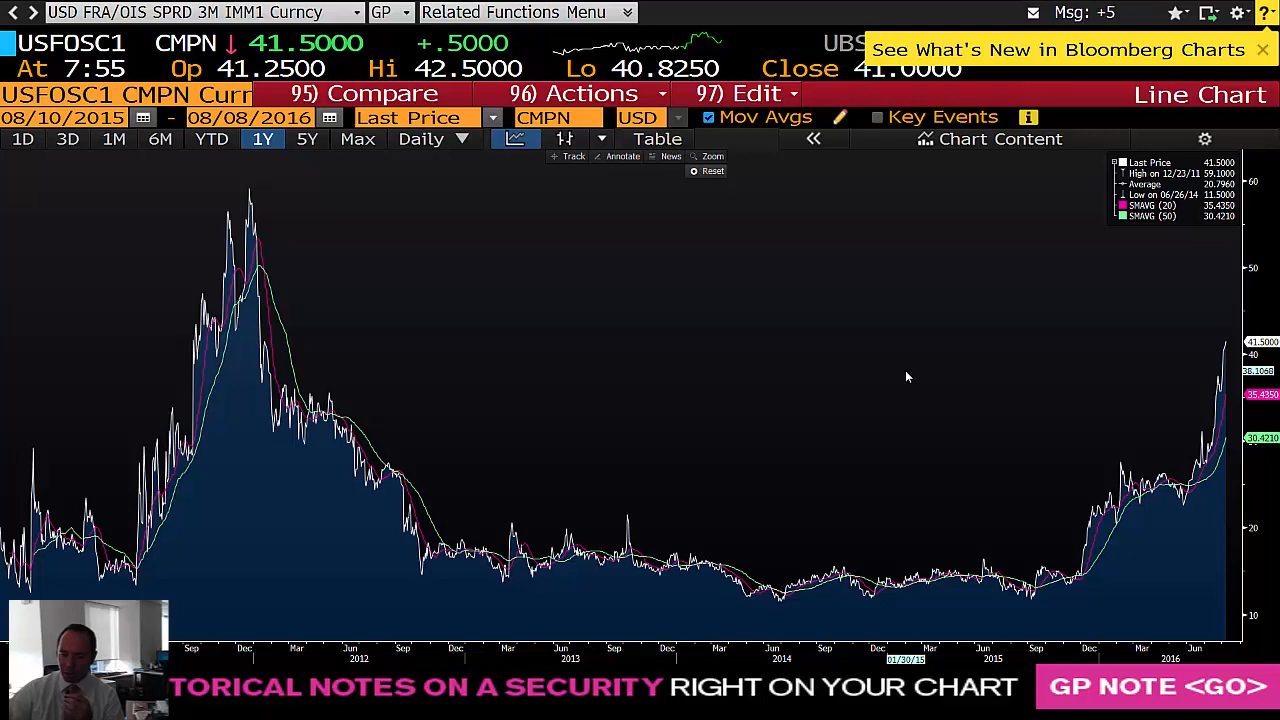 USD FRA/OIS SPRD 3M IMM1 Curncy GP Related Functions Menu Msg: +5 ?
USFOSC1 CMPN 41.5000 +.5000 UBS
See What's New in Bloomberg Charts
At 7:55 Op 41.2500 Hi 42.5000 Lo 40.8250 Close 41.0000
USFOSC1 CMPN Curr 95) Compare 96) Actions 97) Edit Line Chart
08/10/2015 - 08/08/2016 Last Price CMPN USD Mov Avgs Key Events i
1D 3D 1M 6M YTD 1Y 5Y Max Daily Table Chart Content
Track Annotate News Zoom
Reset
Last Price 41.5000
High on 12/23/11 59.1000
Average 20.7960
Low on 06/26/14 11.5000
SMAVG (20) 35.4350
SMAVG (50) 30.4210
60
50
41.5000
40
38.1068
35.4350
30.4210
20
10
Sep Dec Mar Jun Sep Dec Mar Jun Sep Dec Mar Jun Sep Dec Mar Jun Sep Dec Mar Jun
2012 2013 2014 01/30/15 2015 2016
TORICAL NOTES ON A SECURITY RIGHT ON YOUR CHART GP NOTE <GO>